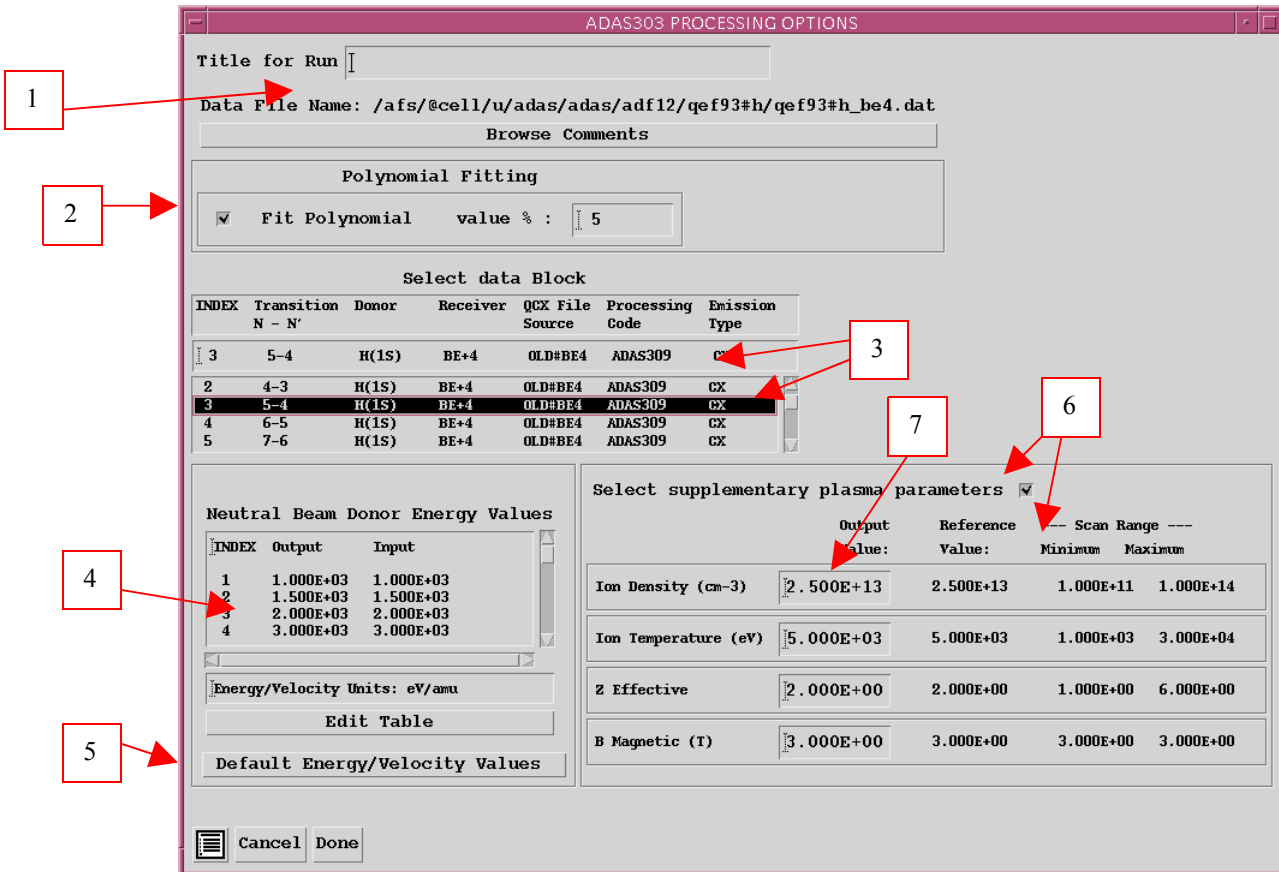 ADAS303 PROCESSING OPTIONS
Title for Run
1
Data File Name: /afs/@cell/u/adas/adas/adf12/qef93#h/qef93#h_be4.dat
Browse Comments
Polynomial Fitting
2
Fit Polynomial value % : 5
Select data Block
INDEX Transition Donor Receiver QCX File Processing Emission
N - N' Source Code Type
3 5-4 H(1S) BE+4 OLD#BE4 ADAS309
3
2 4-3 H(1S) BE+4 OLD#BE4 ADAS309 CX
3 5-4 H(1S) BE+4 OLD#BE4 ADAS309 CX
4 6-5 H(1S) BE+4 OLD#BE4 ADAS309 CX
5 7-6 H(1S) BE+4 OLD#BE4 ADAS309 CX
6
7
Select supplementary plasma parameters
Neutral Beam Donor Energy Values
Output Reference --- Scan Range ---
Value: Value: Minimum Maximum
INDEX Output Input
1 1.000E+03 1.000E+03
2 1.500E+03 1.500E+03
3 2.000E+03 2.000E+03
4 3.000E+03 3.000E+03
4
Ion Density (cm-3) 2.500E+13 2.500E+13 1.000E+11 1.000E+14
Ion Temperature (eV) 5.000E+03 5.000E+03 1.000E+03 3.000E+04
Energy/Velocity Units: eV/amu
Z Effective 2.000E+00 2.000E+00 1.000E+00 6.000E+00
Edit Table
B Magnetic (T) 3.000E+00 3.000E+00 3.000E+00 3.000E+00
5
Default Energy/Velocity Values
Cancel Done